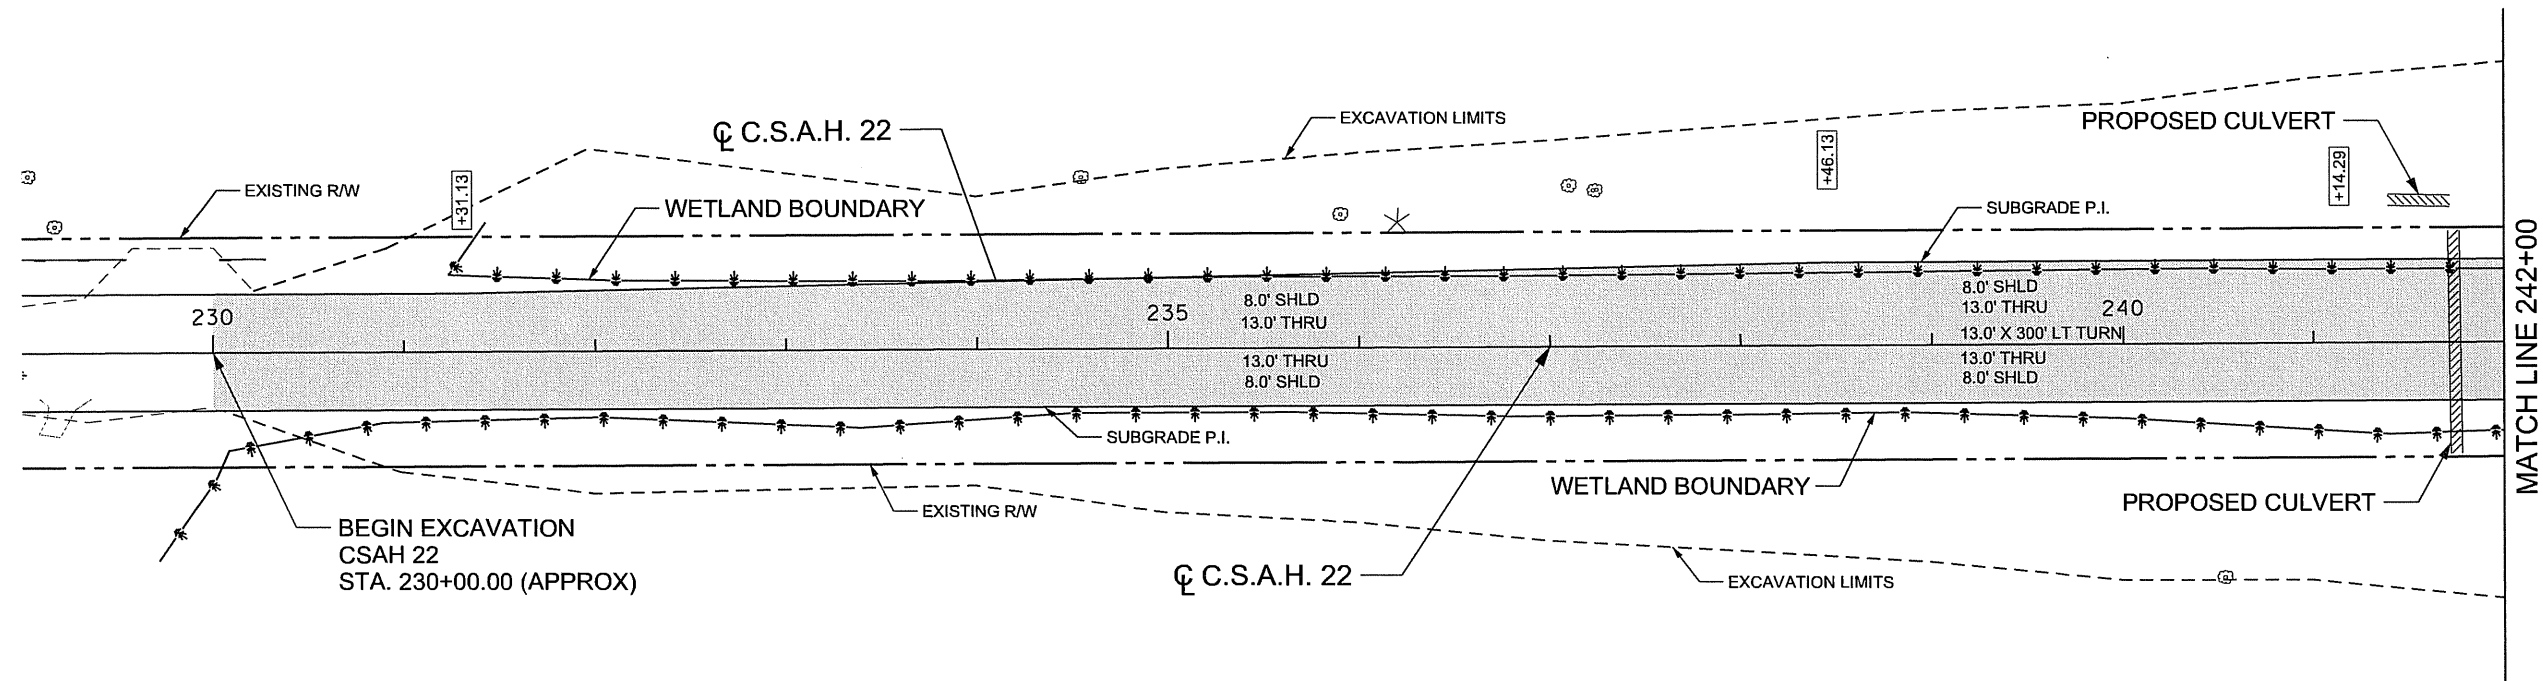 ℄ C.S.A.H. 22
EXCAVATION LIMITS
PROPOSED CULVERT
EXISTING R/W
+31.13
WETLAND BOUNDARY
+46.13
+14.29
SUBGRADE P.I.
230
235
8.0' SHLD
13.0' THRU
13.0' THRU
8.0' SHLD
8.0' SHLD
13.0' THRU
240
13.0' X 300' LT TURN
13.0' THRU
8.0' SHLD
MATCH LINE 242+00
SUBGRADE P.I.
WETLAND BOUNDARY
EXISTING R/W
PROPOSED CULVERT
BEGIN EXCAVATION
CSAH 22
STA. 230+00.00 (APPROX)
℄ C.S.A.H. 22
EXCAVATION LIMITS